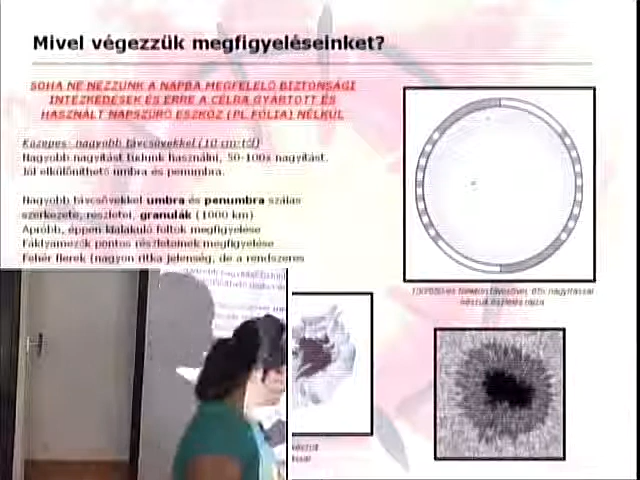 Mivel végezzük megfigyeléseinket?
SOHA NE NÉZZÜNK A NAPBA MEGFELELŐ BIZTONSÁGI
INTÉZKEDÉSEK ÉS ERRE A CÉLRA GYÁRTOTT ÉS
HASZNÁLT NAPSZŰRŐ ESZKÖZ (PL.FÓLIA) NÉLKÜL
Közepes- nagyobb távcsövekkel (10 cm-től)
Nagyobb nagyítást tudunk használni, 50-100x nagyítást.
Jól elkülöníthető umbra és penumbra.
Nagyobb távcsövekkel umbra és penumbra szálas
szerkezete, részletei, granulák (1000 km)
Apróbb, éppen kialakuló foltok megfigyelése
Fáklyamezők pontos részleteinek megfigyelése
Fehér flerek (nagyon ritka jelenség, de a rendszeres
nagyítással
észlelés rajza